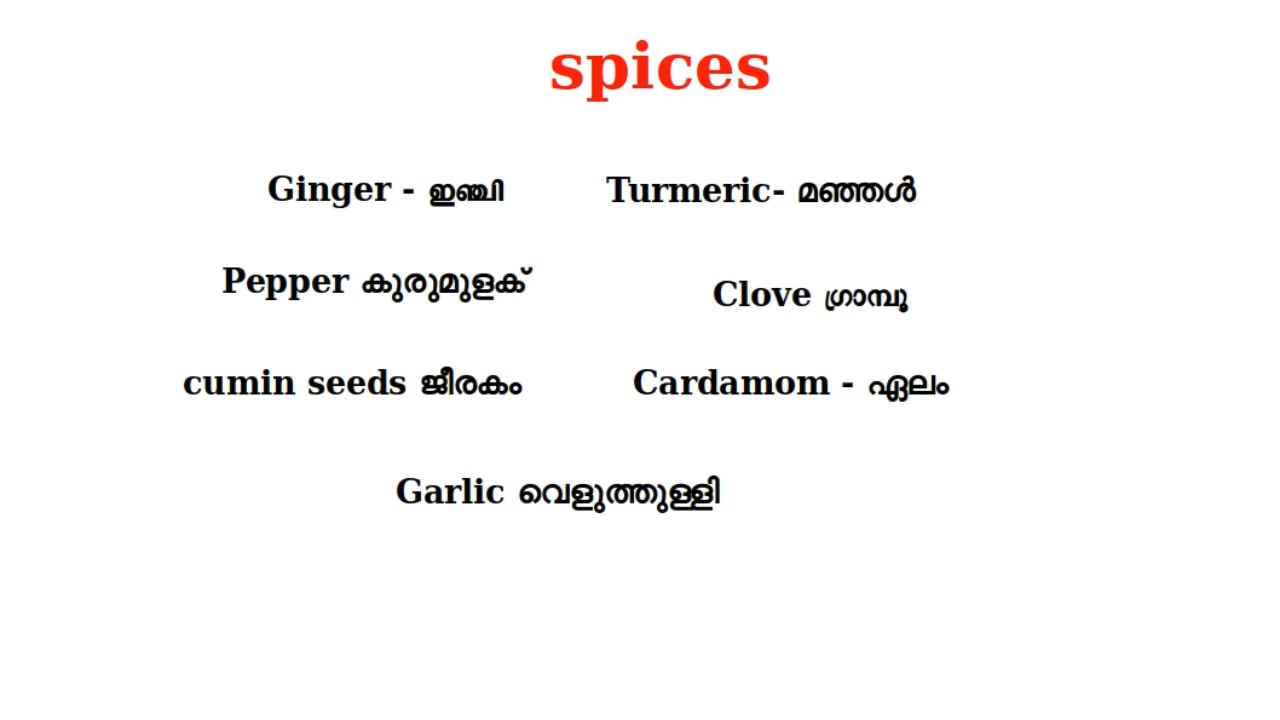 spices
Ginger - ഇഞ്ചി
Turmeric- മഞ്ഞൾ
Pepper കുരുമുളക്
Clove ഗ്രാമ്പൂ
cumin seeds ജീരകം
Cardamom - ഏലം
Garlic വെളുത്തുള്ളി